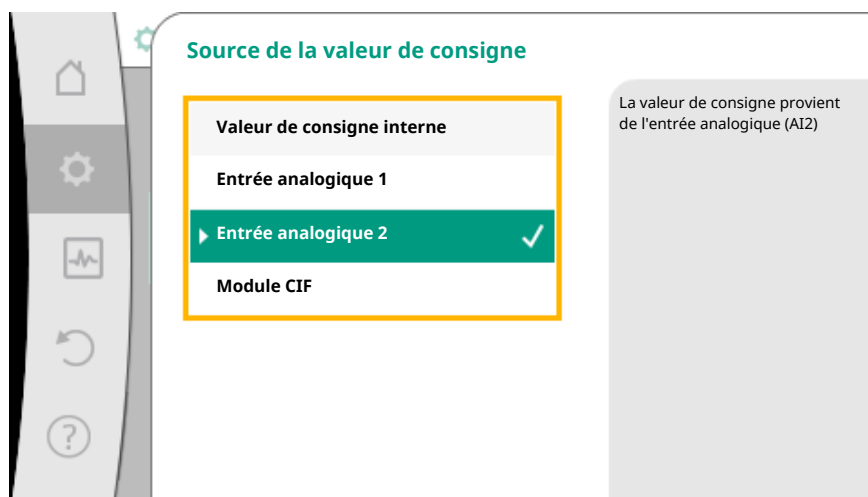 Source de la valeur de consigne
Valeur de consigne interne
Entrée analogique 1
Entrée analogique 2
Module CIF
La valeur de consigne provient
de l'entrée analogique (AI2)
?